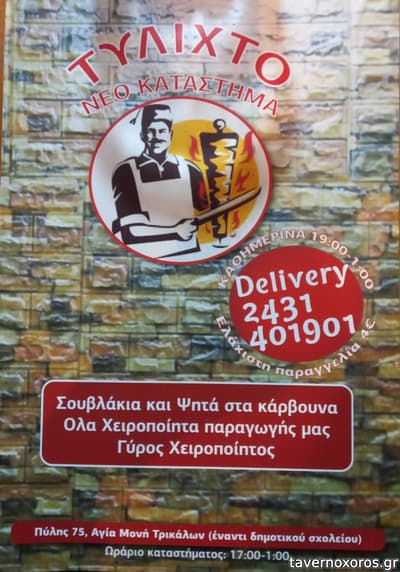 ΤΥΛΙΧΤΟ
ΝΕΟ ΚΑΤΑΣΤΗΜΑ
ΚΑΘΗΜΕΡΙΝΑ 19:00-1:00
Delivery
2431
401901
Ελάχιστη παραγγελία 4€
Σουβλάκια και Ψητά στα κάρβουνα
Ολα Χειροποίητα παραγωγής μας
Γύρος Χειροποίητος
Πύλης 75, Αγία Μονή Τρικάλων (έναντι δημοτικού σχολείου)
Ωράριο καταστήματος: 17:00-1:00
tavernoxoros.gr